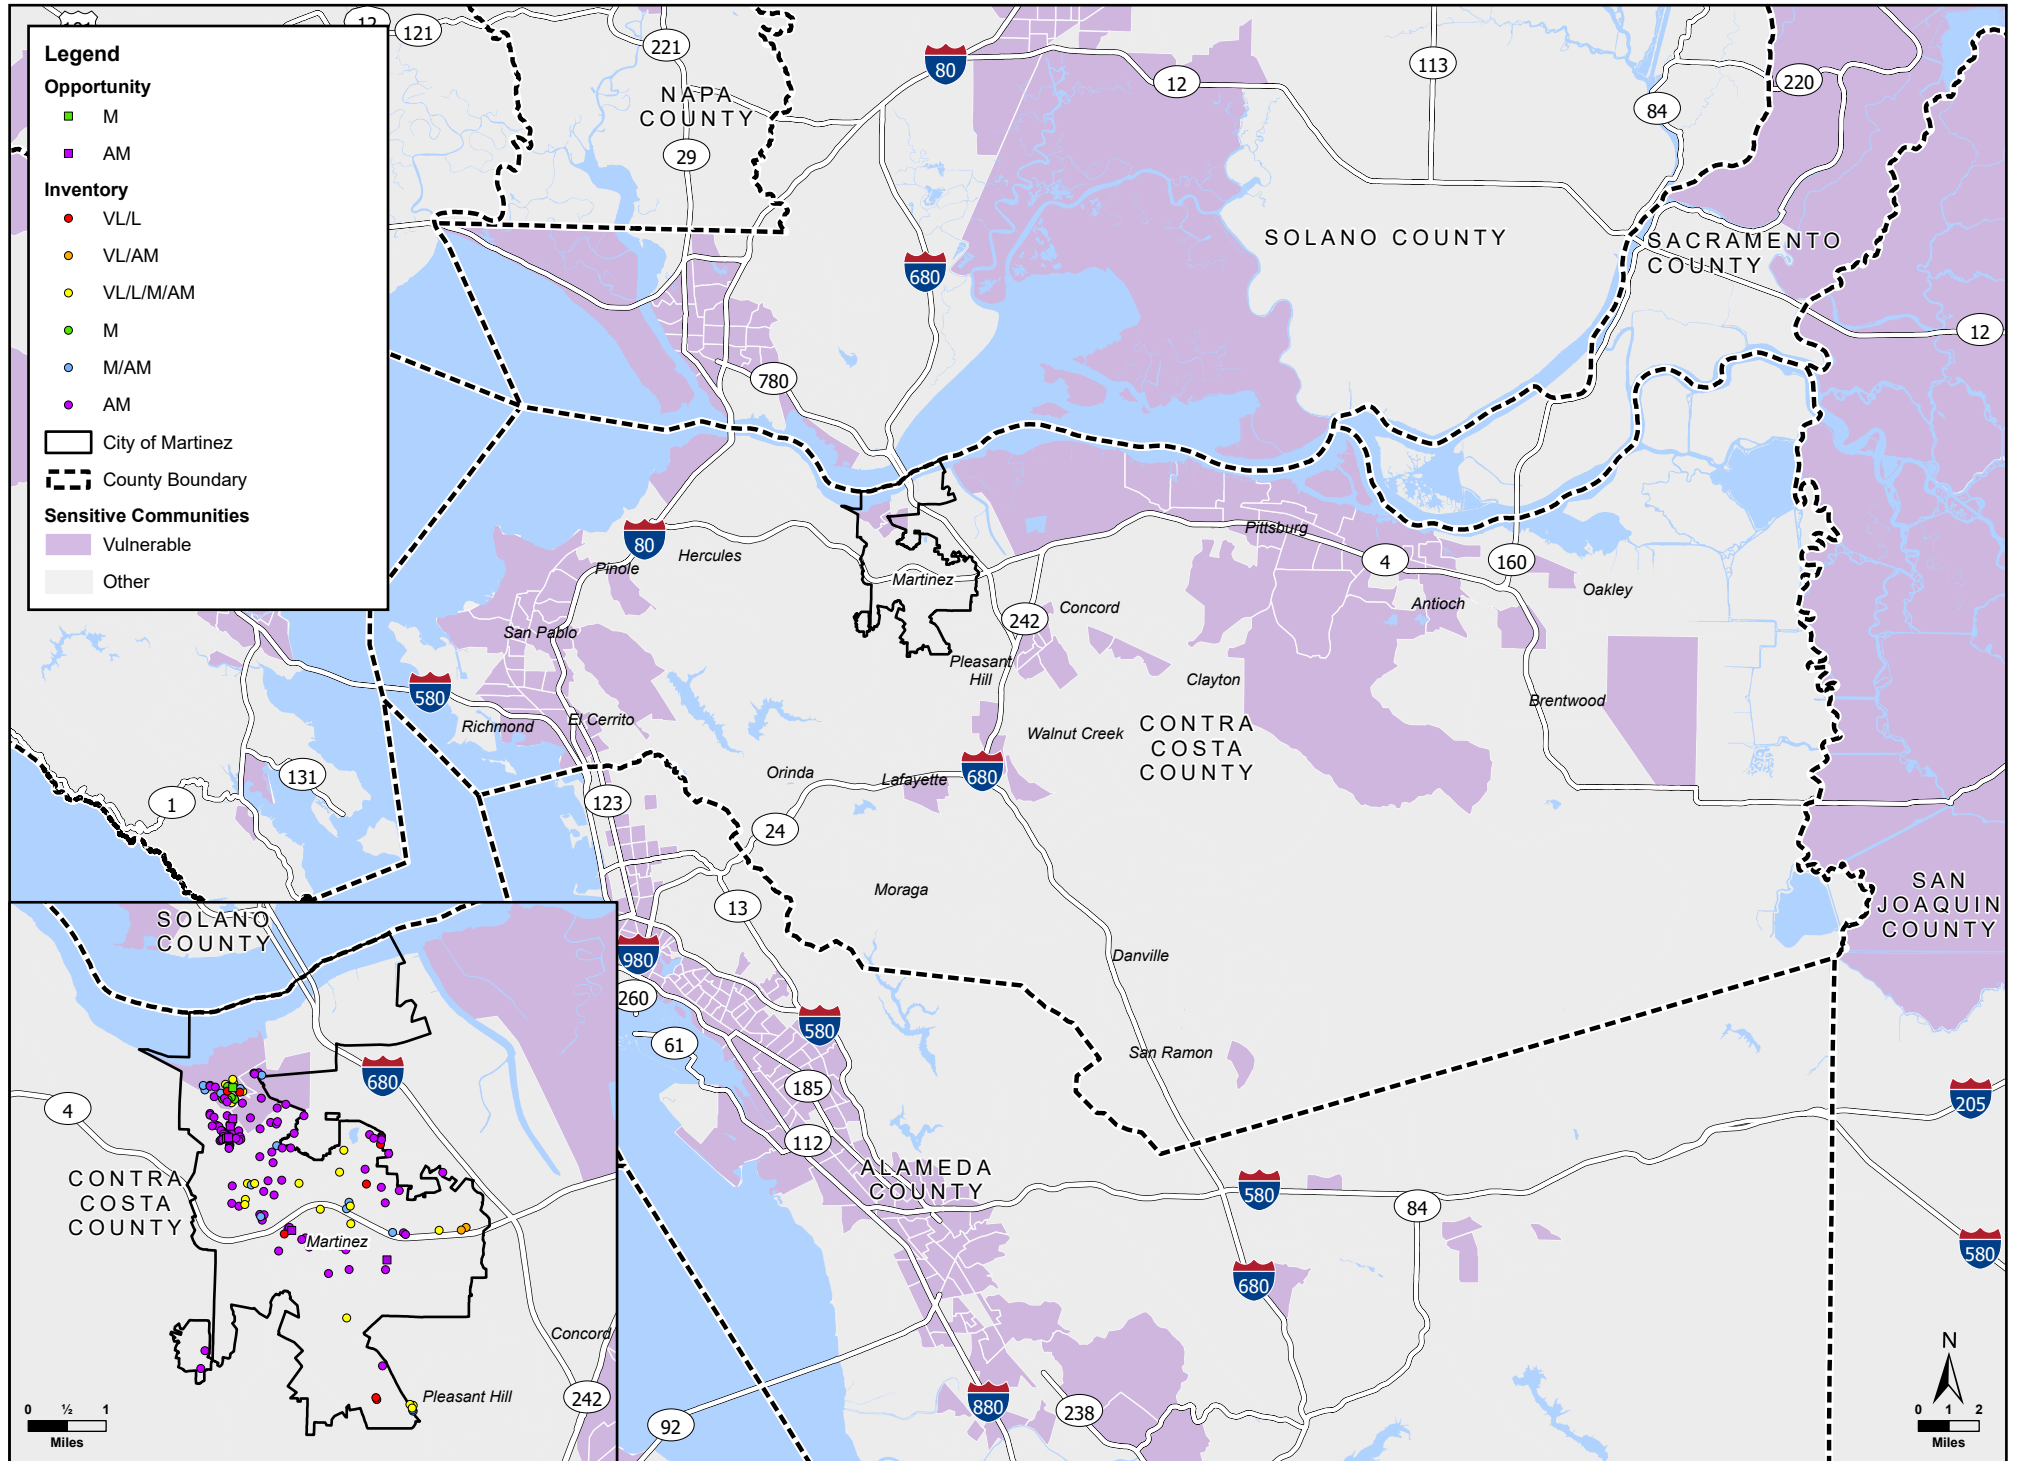 Legend
Opportunity
M
AM
Inventory
VL/L
VL/AM
VL/L/M/AM
M
M/AM
AM
City of Martinez
County Boundary
Sensitive Communities
Vulnerable
Other
12
121
221
80
12
113
84
220
NAPA
COUNTY
29
680
SOLANO COUNTY
SACRAMENTO
COUNTY
12
780
80
Hercules
Pinole
Martinez
Pittsburg
4
160
Oakley
Antioch
Concord
242
San Pablo
Pleasant
Hill
Clayton
580
Richmond
El Cerrito
Brentwood
Walnut Creek
CONTRA
COSTA
COUNTY
Orinda
Lafayette
680
131
1
123
24
Moraga
13
SAN
JOAQUIN
COUNTY
980
Danville
260
580
61
San Ramon
185
205
112
ALAMEDA
COUNTY
580
84
580
680
880
238
92
N
0 1 2
Miles
SOLANO
COUNTY
680
4
CONTRA
COSTA
COUNTY
Martinez
Concord
Pleasant Hill
242
0 ½ 1
Miles